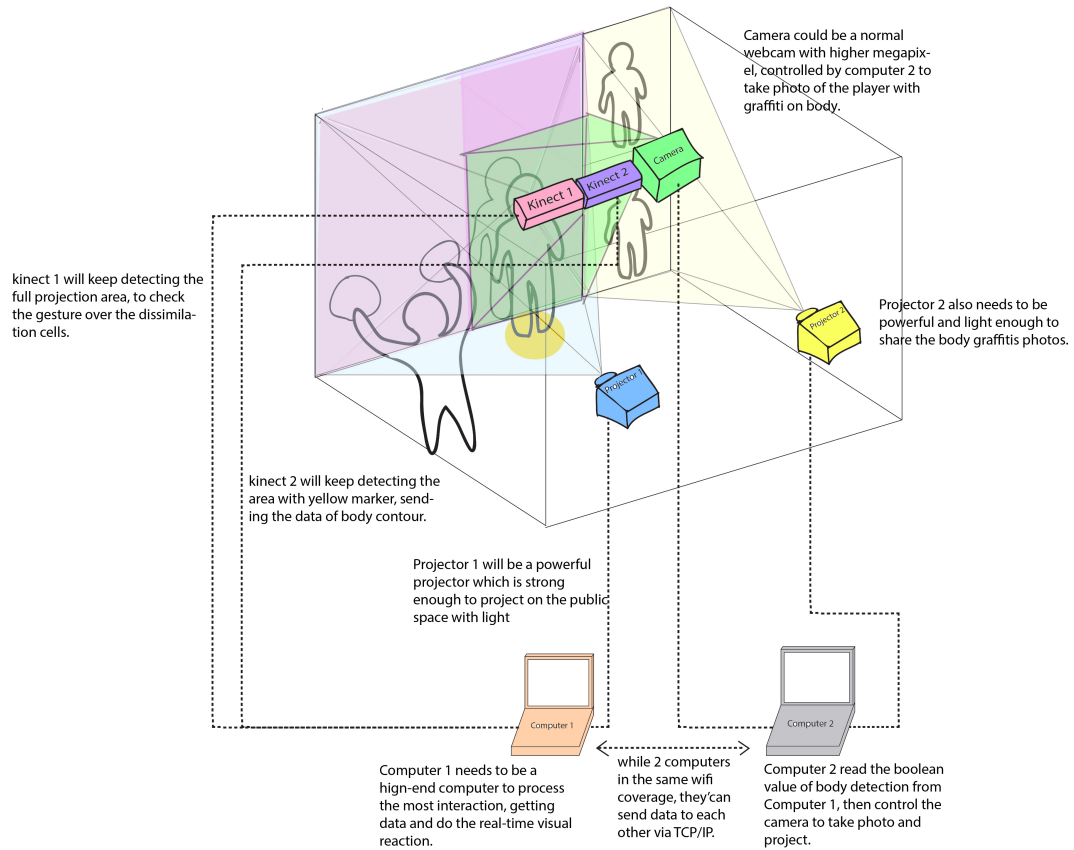 Camera could be a normal
webcam with higher megapix-
el, controlled by computer 2 to
take photo of the player with
graffiti on body.
Camera
Kinect 2
Kinect 1
kinect 1 will keep detecting the
full projection area, to check
the gesture over the dissimila-
tion cells.
Projector 2
Projector 2 also needs to be
powerful and light enough to
share the body graffitis photos.
Projector 1
kinect 2 will keep detecting the
area with yellow marker, send-
ing the data of body contour.
Projector 1 will be a powerful
projector which is strong
enough to project on the public
space with light
Computer 1
Computer 2
Computer 1 needs to be a
hign-end computer to process
the most interaction, getting
data and do the real-time visual
reaction.
while 2 computers
in the same wifi
coverage, they'can
send data to each
other via TCP/IP.
Computer 2 read the boolean
value of body detection from
Computer 1, then control the
camera to take photo and
project.